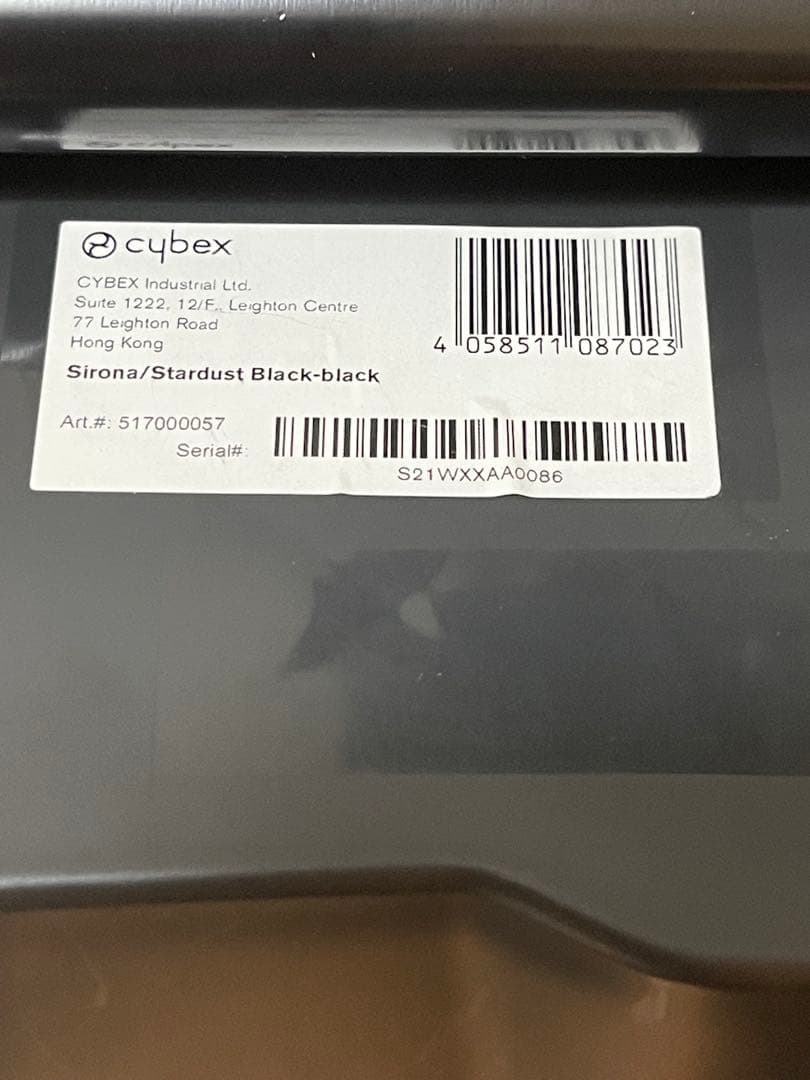 cybex
CYBEX Industrial Ltd.
Suite 1222, 12/F., Leighton Centre
77 Leighton Road
Hong Kong
4 058511 087023
Sirona/Stardust Black-black
Art.#: 517000057
Serial#:
S21WXXAA0086